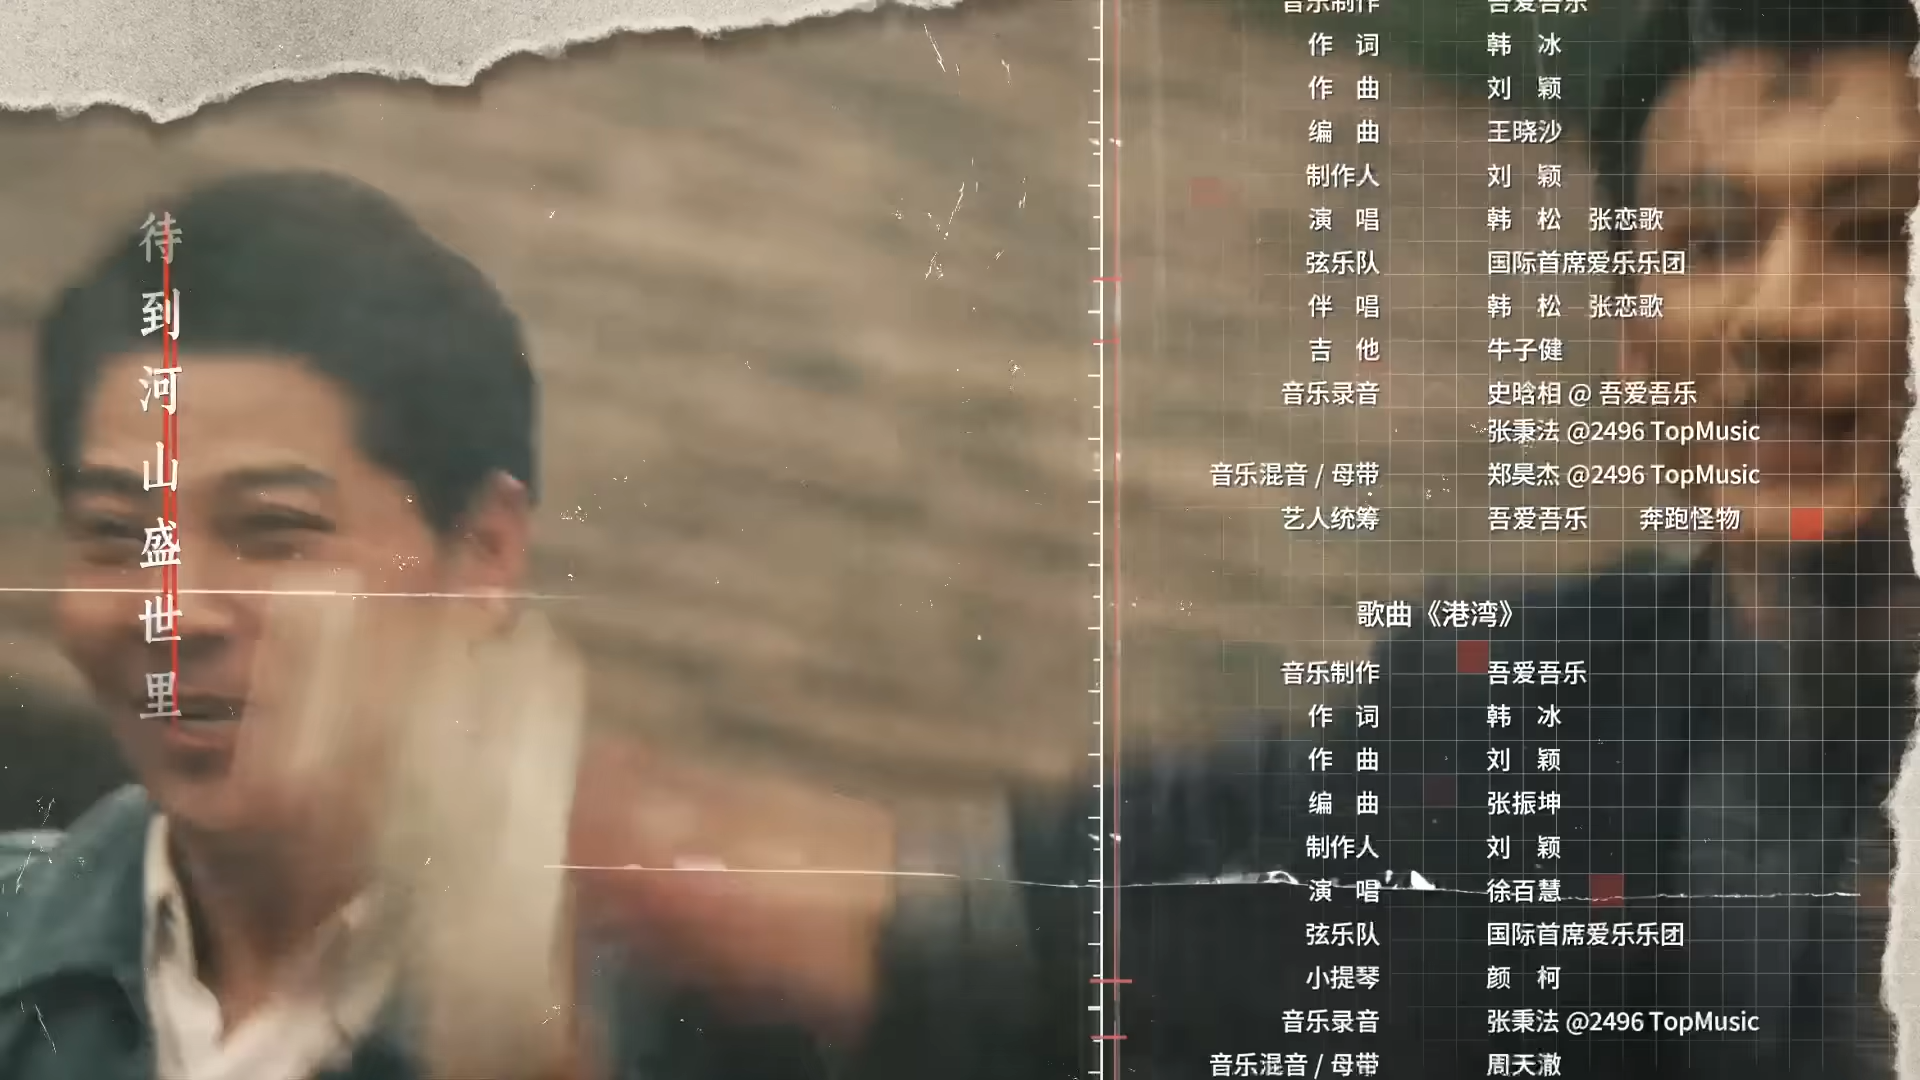 待到河山盛世里
音乐制作 吾爱吾乐
作 词 韩 冰
作 曲 刘 颖
编 曲 王晓沙
制作人 刘 颖
演 唱 韩 松 张恋歌
弦乐队 国际首席爱乐乐团
伴 唱 韩 松 张恋歌
吉 他 牛子健
音乐录音 史晗相 @ 吾爱吾乐
张秉法 @2496 TopMusic
音乐混音 / 母带 郑昊杰 @2496 TopMusic
艺人统筹 吾爱吾乐 奔跑怪物
歌曲《港湾》
音乐制作 吾爱吾乐
作 词 韩 冰
作 曲 刘 颖
编 曲 张振坤
制作人 刘 颖
演 唱 徐百慧
弦乐队 国际首席爱乐乐团
小提琴 颜 柯
音乐录音 张秉法 @2496 TopMusic
音乐混音 / 母带 周天澈